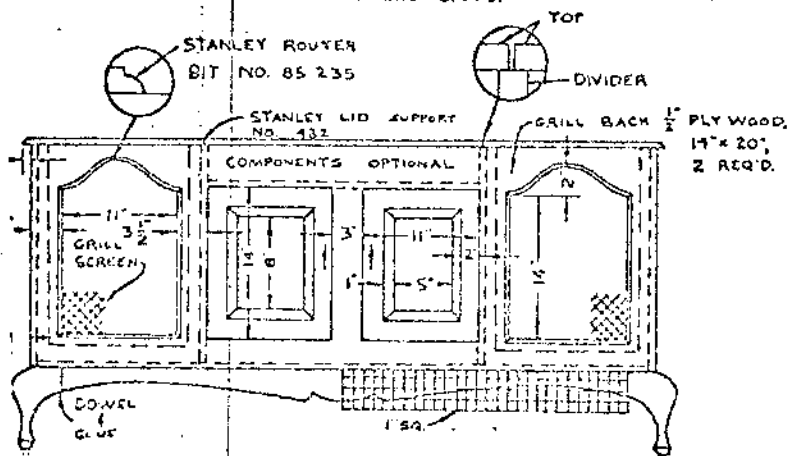 TOP
STANLEY ROUTER
BIT NO. 85 235
DIVIDER
STANLEY LID SUPPORT
NO. 432
GRILL BACK 1/2" PLYWOOD,
14" x 20",
2 REQ'D.
COMPONENTS OPTIONAL
2"
11"
3 1/2
GRILL
SCREEN
14"
8"
3"
11"
2"
1"
5"
DOWEL
&
GLUE
1" SQ.